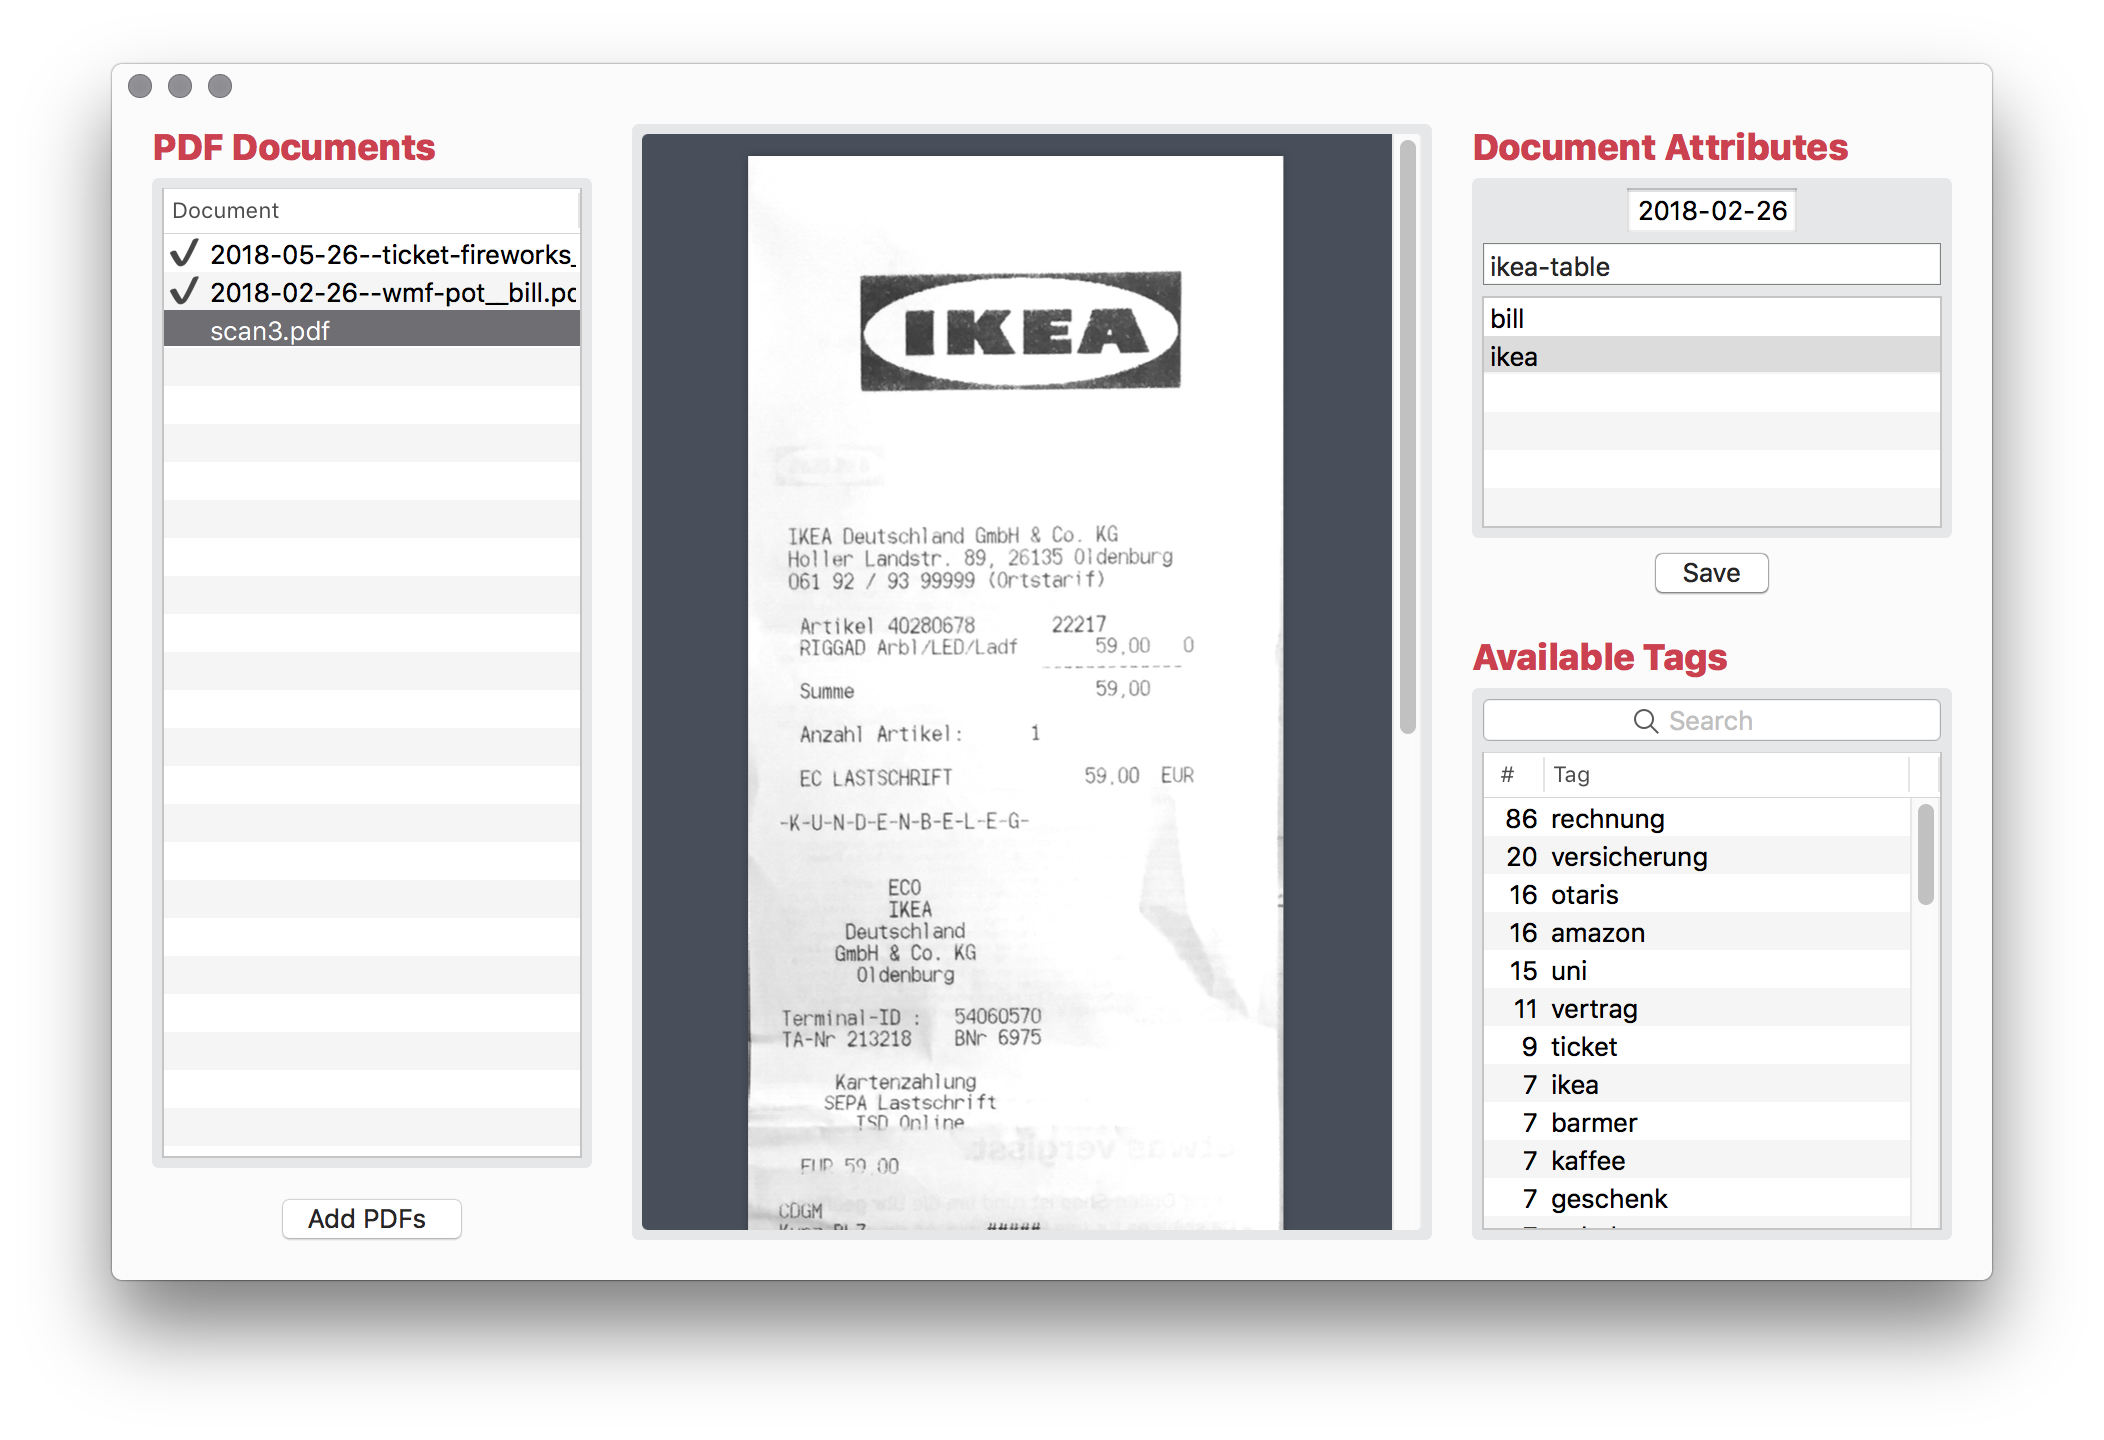 PDF Documents
Document
2018-05-26--ticket-fireworks_
2018-02-26--wmf-pot__bill.pd
scan3.pdf
Add PDFs
IKEA
IKEA Deutschland GmbH & Co. KG
Holler Landstr. 89, 26135 Oldenburg
061 92 / 93 99999 (Ortstarif)
Artikel 40280678 22217
RIGGAD Arbl/LED/Ladf 59,00 0
Summe 59,00
Anzahl Artikel: 1
EC LASTSCHRIFT 59.00 EUR
-K-U-N-D-E-N-B-E-L-E-G-
ECO
IKEA
Deutschland
GmbH & Co. KG
Oldenburg
Terminal-ID : 54060570
TA-Nr 213218 BNr 6975
Kartenzahlung
SEPA Lastschrift
ISD Online
EUR 59.00
CDGM
#####
Document Attributes
2018-02-26
ikea-table
bill
ikea
Save
Available Tags
Search
# Tag
86 rechnung
20 versicherung
16 otaris
16 amazon
15 uni
11 vertrag
9 ticket
7 ikea
7 barmer
7 kaffee
7 geschenk